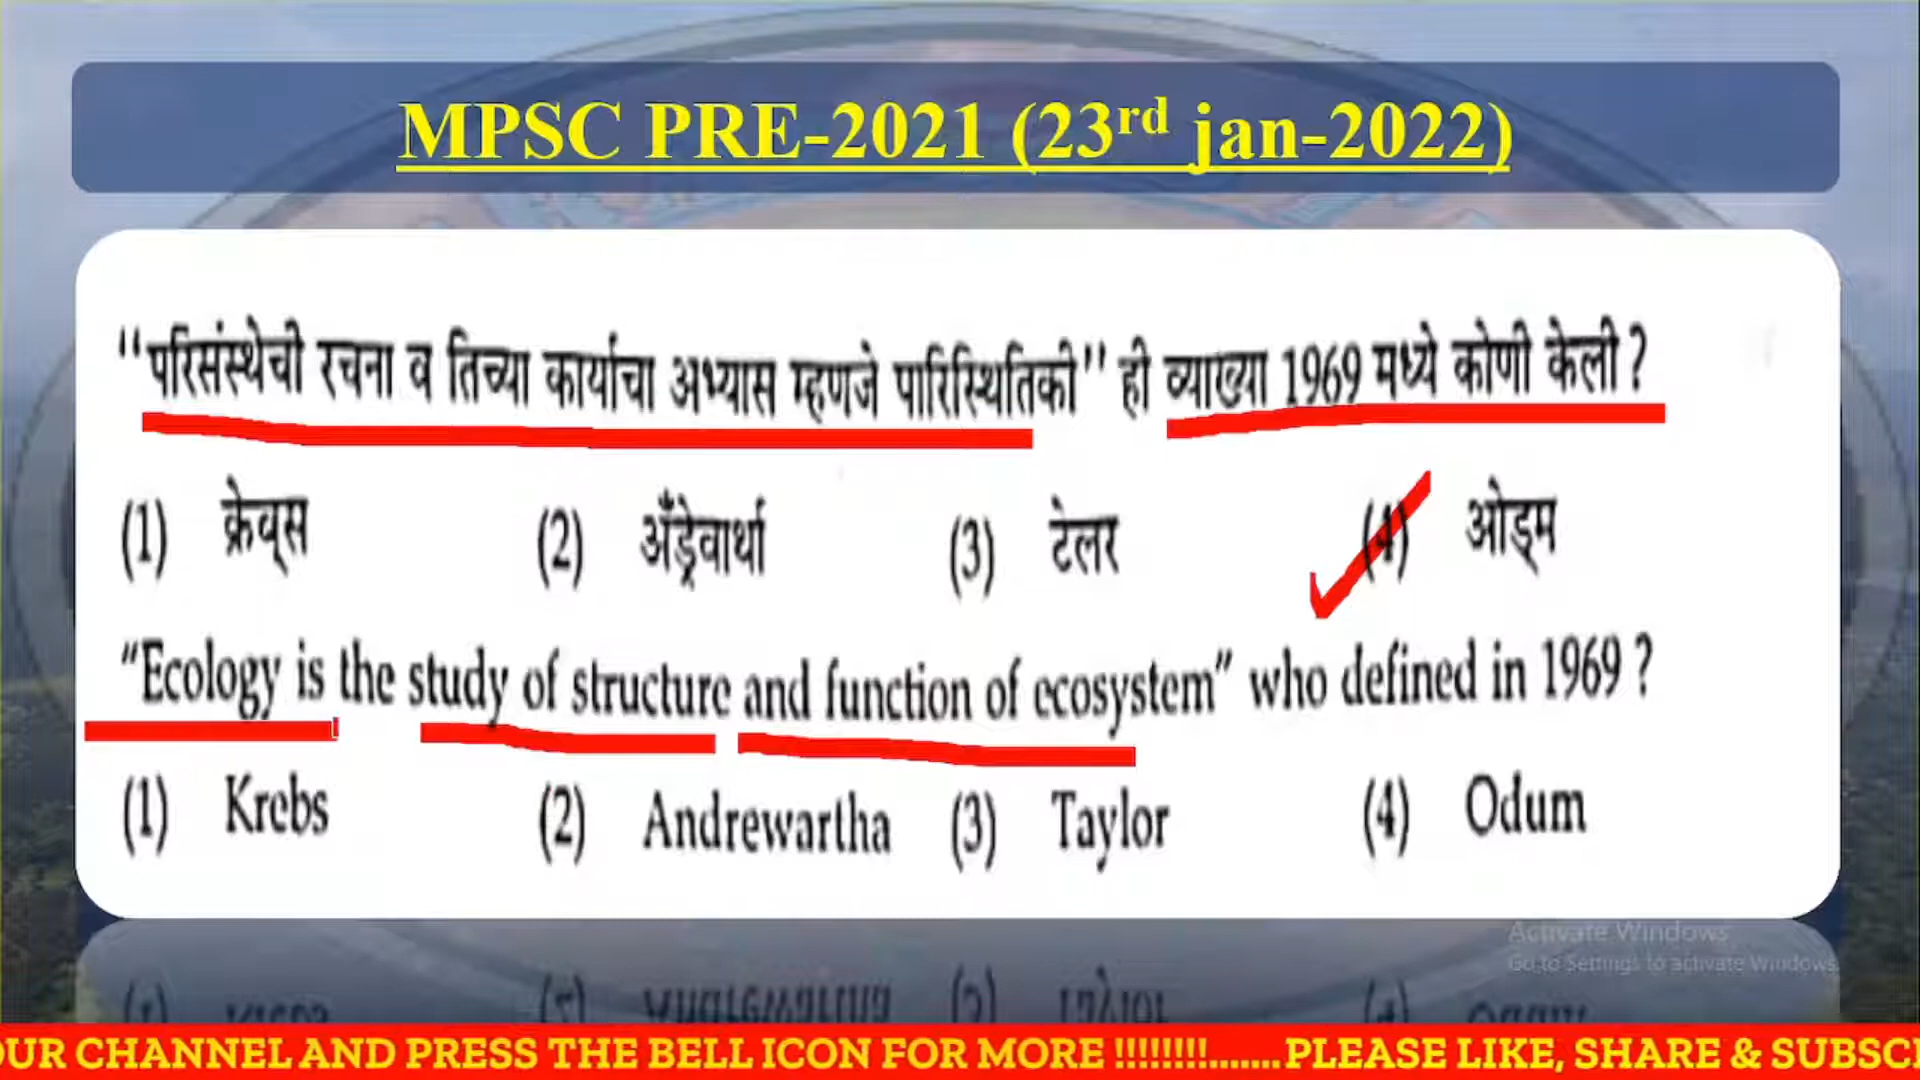 MPSC PRE-2021 (23rd jan-2022)
‘‘परिसंस्थेची रचना व तिच्या कार्याचा अभ्यास म्हणजे पारिस्थितिकी’’ ही व्याख्या 1969 मध्ये कोणी केली ?
(1) क्रेब्स (2) अँड्रेवार्था (3) टेलर (4) ओड्म
“Ecology is the study of structure and function of ecosystem” who defined in 1969 ?
(1) Krebs (2) Andrewartha (3) Taylor (4) Odum
Activate Windows
Go to Settings to activate Windows.
OUR CHANNEL AND PRESS THE BELL ICON FOR MORE !!!!!!!!!.......PLEASE LIKE, SHARE & SUBSC